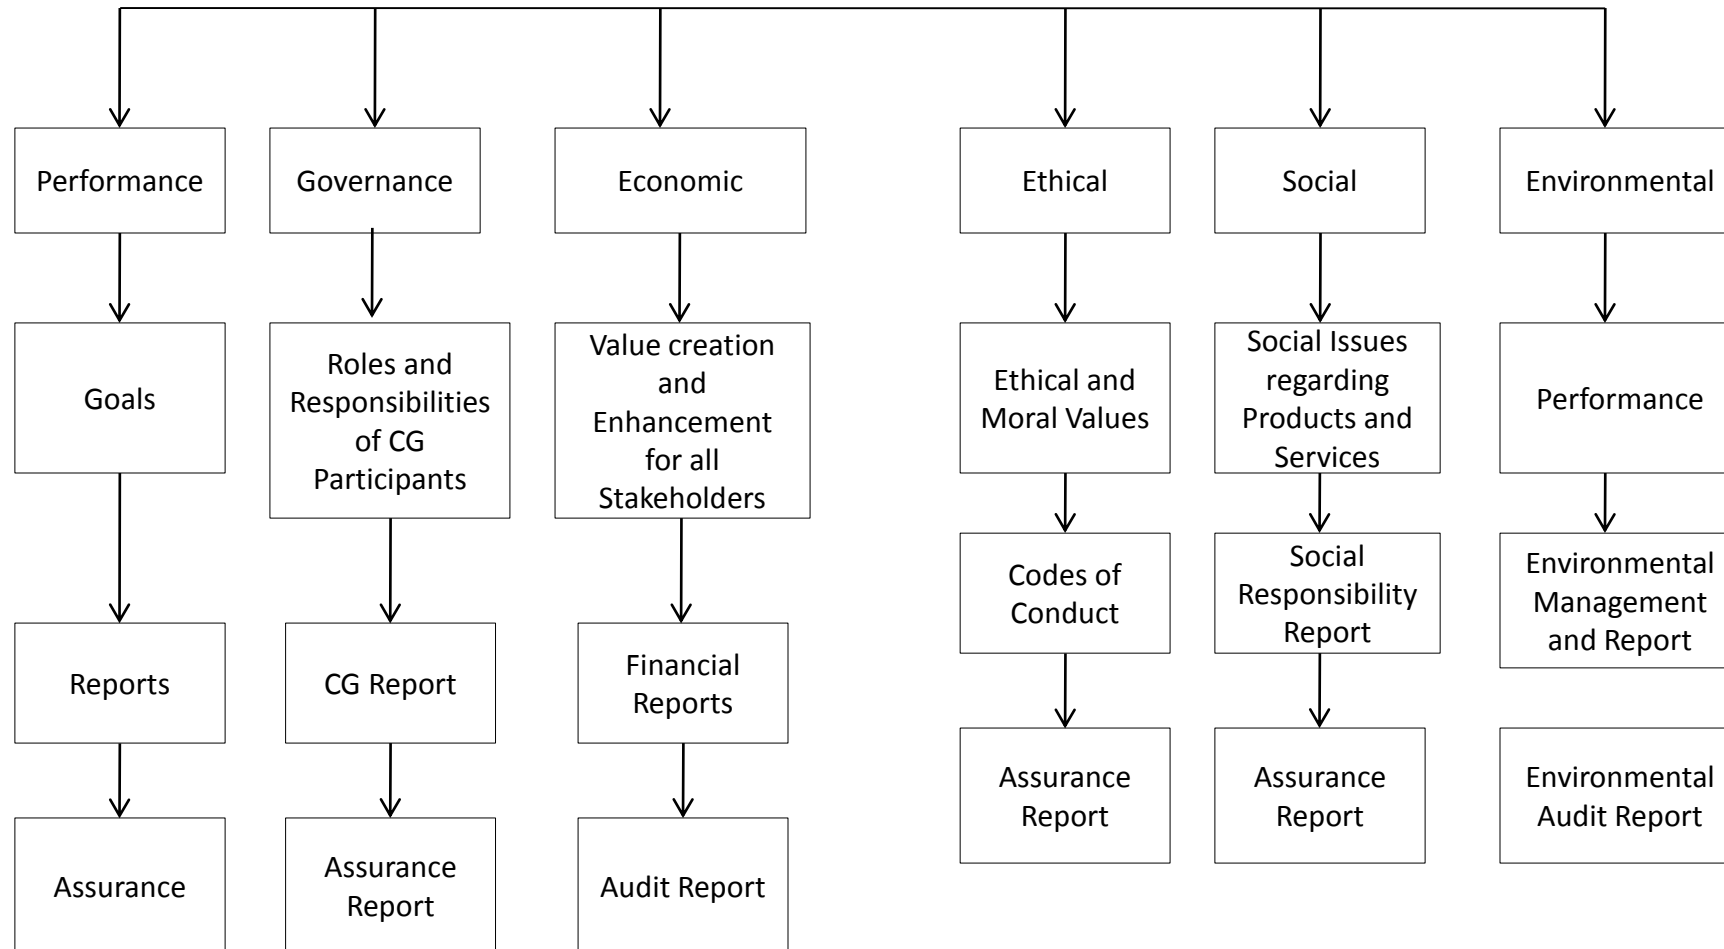 Performance
Governance
Economic
Ethical
Social
Environmental
Goals
Roles and
Responsibilities
of CG
Participants
Value creation
and
Enhancement
for all
Stakeholders
Ethical and
Moral Values
Social Issues
regarding
Products and
Services
Performance
Codes of
Conduct
Social
Responsibility
Report
Environmental
Management
and Report
Reports
CG Report
Financial
Reports
Assurance
Report
Assurance
Report
Environmental
Audit Report
Assurance
Assurance
Report
Audit Report